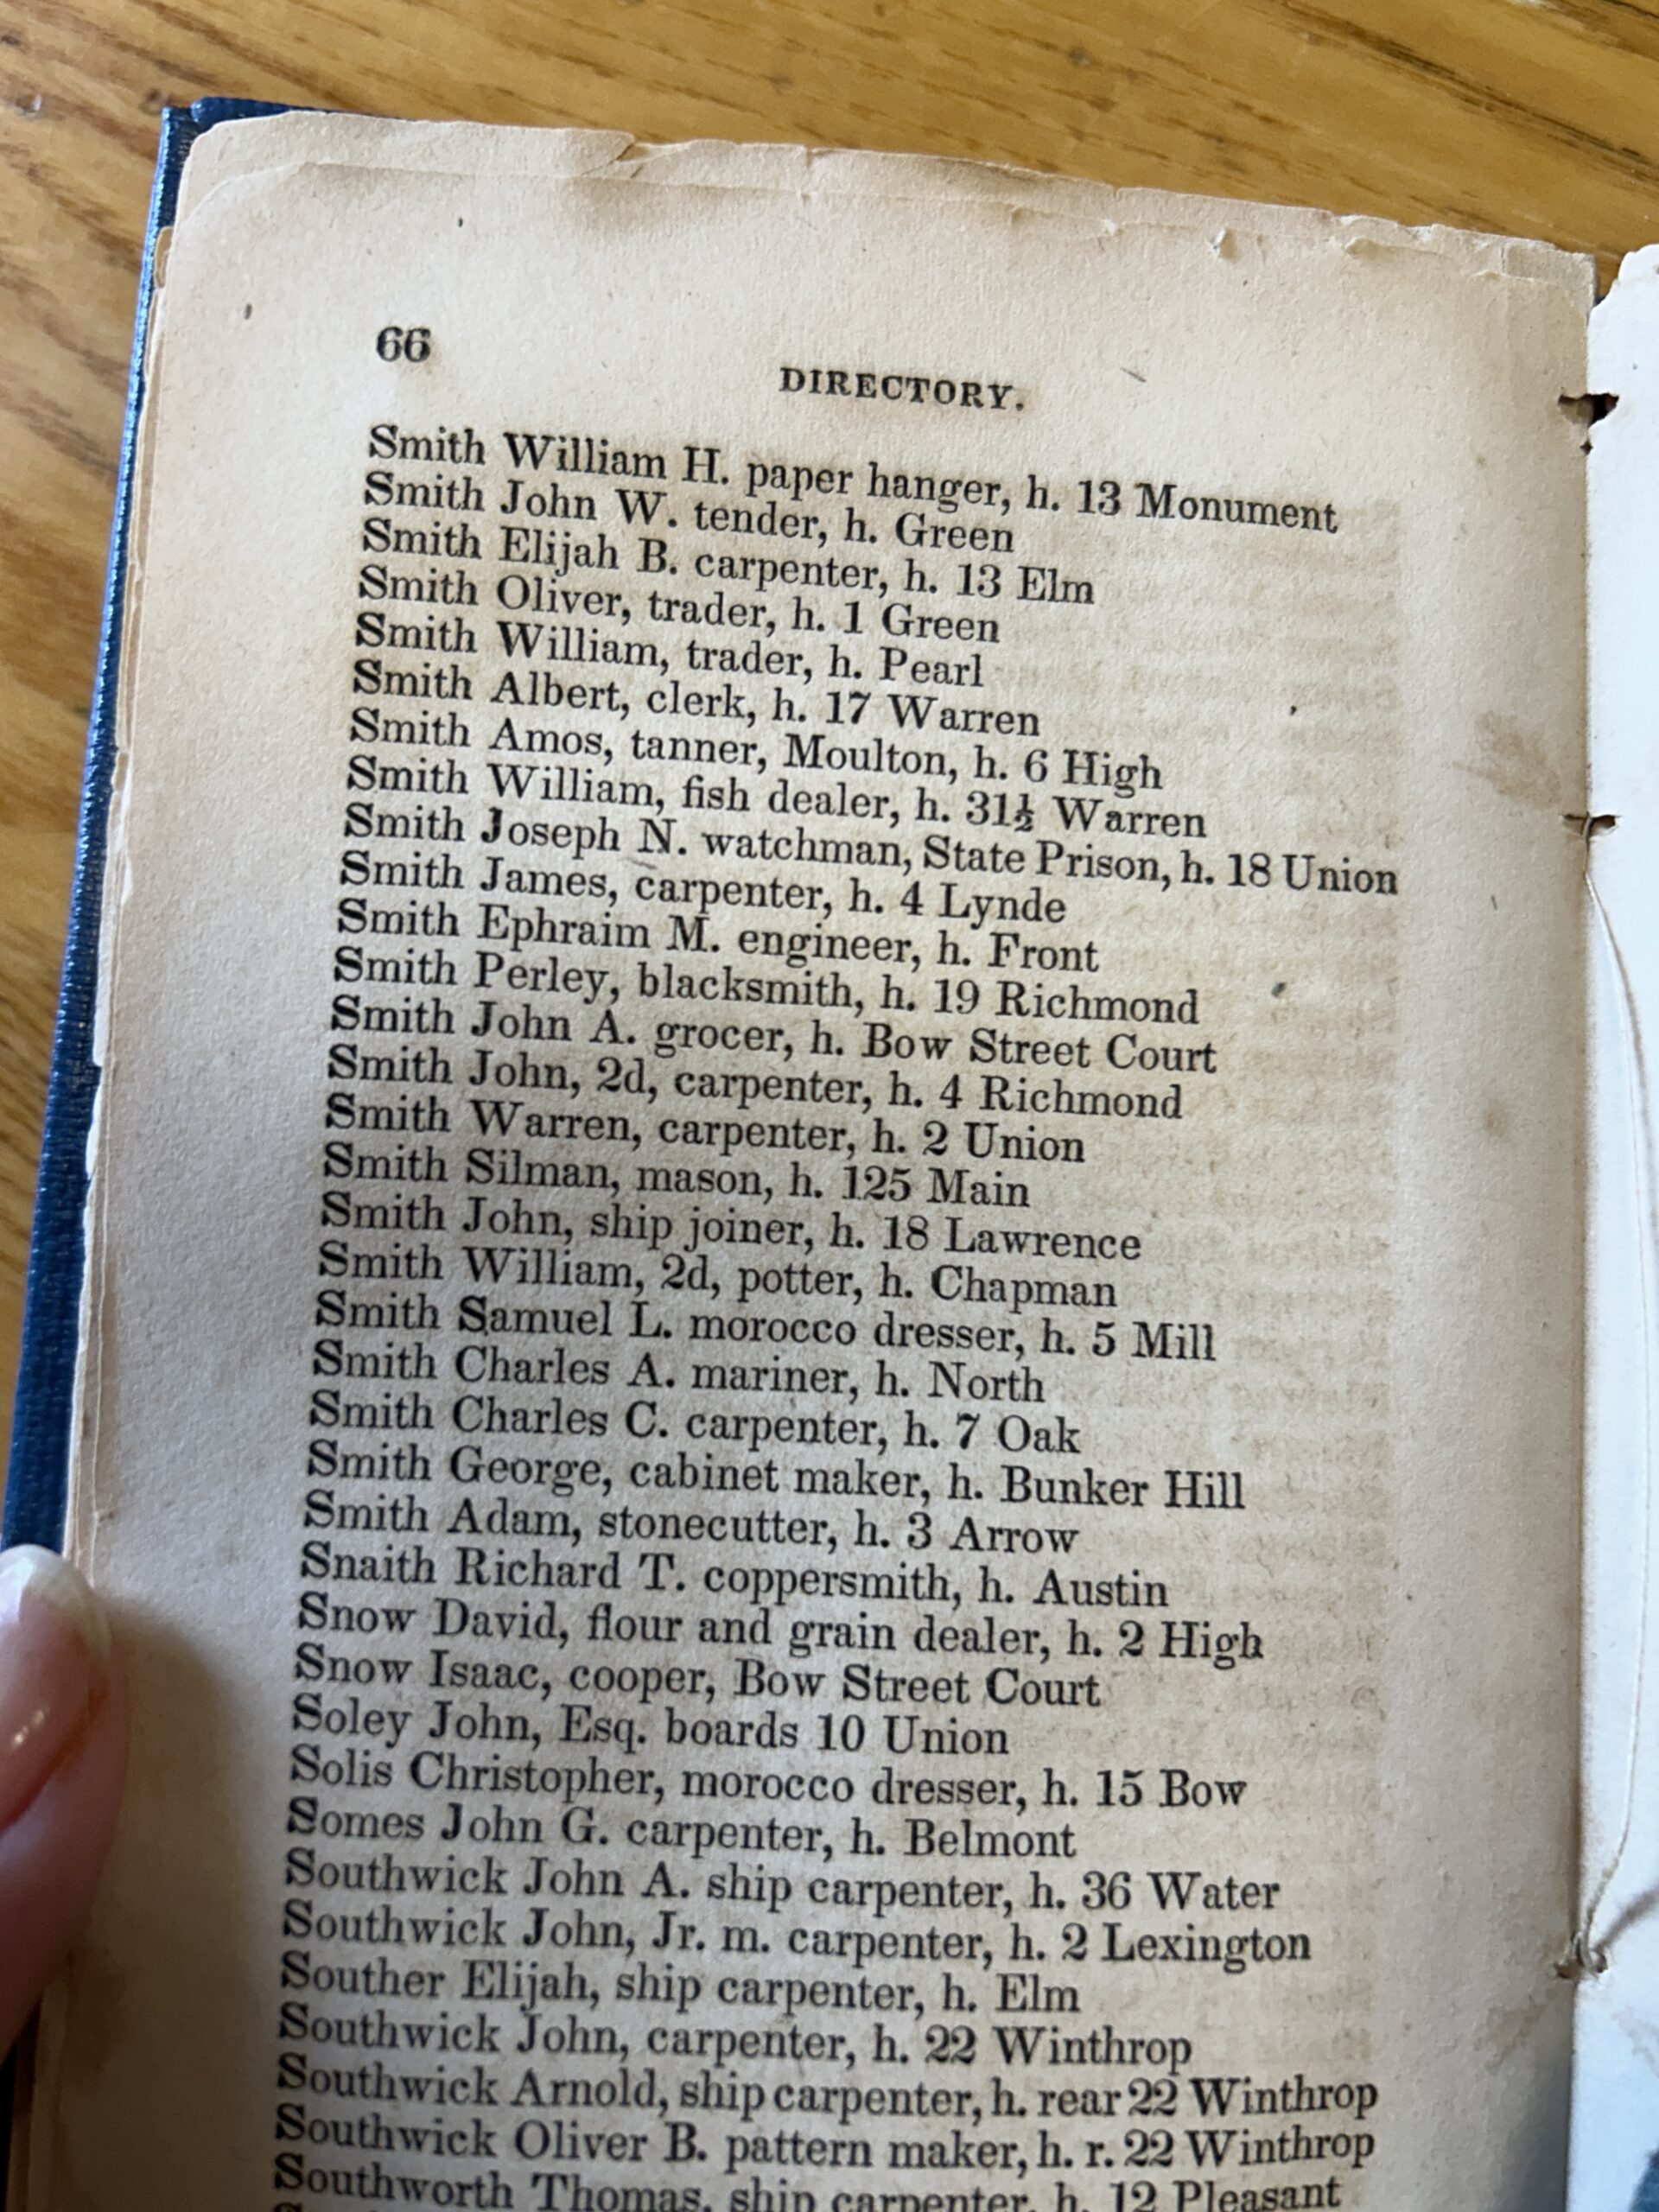 66
DIRECTORY.
Smith William H. paper hanger, h. 13 Monument
Smith John W. tender, h. Green
Smith Elijah B. carpenter, h. 13 Elm
Smith Oliver, trader, h. 1 Green
Smith William, trader, h. Pearl
Smith Albert, clerk, h. 17 Warren
Smith Amos, tanner, Moulton, h. 6 High
Smith William, fish dealer, h. 31½ Warren
Smith Joseph N. watchman, State Prison, h. 18 Union
Smith James, carpenter, h. 4 Lynde
Smith Ephraim M. engineer, h. Front
Smith Perley, blacksmith, h. 19 Richmond
Smith John A. grocer, h. Bow Street Court
Smith John, 2d, carpenter, h. 4 Richmond
Smith Warren, carpenter, h. 2 Union
Smith Silman, mason, h. 125 Main
Smith John, ship joiner, h. 18 Lawrence
Smith William, 2d, potter, h. Chapman
Smith Samuel L. morocco dresser, h. 5 Mill
Smith Charles A. mariner, h. North
Smith Charles C. carpenter, h. 7 Oak
Smith George, cabinet maker, h. Bunker Hill
Smith Adam, stonecutter, h. 3 Arrow
Snaith Richard T. coppersmith, h. Austin
Snow David, flour and grain dealer, h. 2 High
Snow Isaac, cooper, Bow Street Court
Soley John, Esq. boards 10 Union
Solis Christopher, morocco dresser, h. 15 Bow
Somes John G. carpenter, h. Belmont
Southwick John A. ship carpenter, h. 36 Water
Southwick John, Jr. m. carpenter, h. 2 Lexington
Souther Elijah, ship carpenter, h. Elm
Southwick John, carpenter, h. 22 Winthrop
Southwick Arnold, ship carpenter, h. rear 22 Winthrop
Southwick Oliver B. pattern maker, h. r. 22 Winthrop
Southworth Thomas, ship carpenter, h. 12 Pleasant